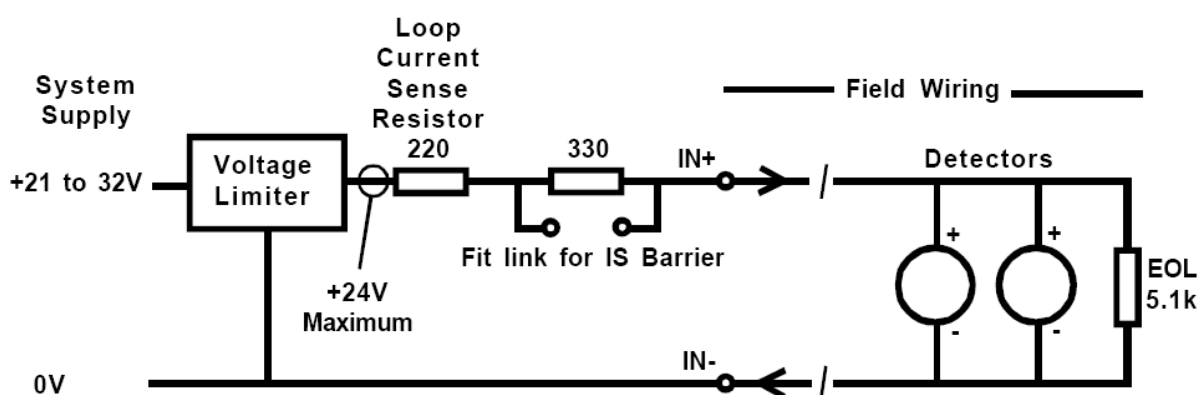 System
Supply
+21 to 32V
Voltage
Limiter
+24V
Maximum
Loop
Current
Sense
Resistor
220
330
Fit link for IS Barrier
IN+
Field Wiring
Detectors
+
+
-
-
EOL
5.1k
0V
IN-